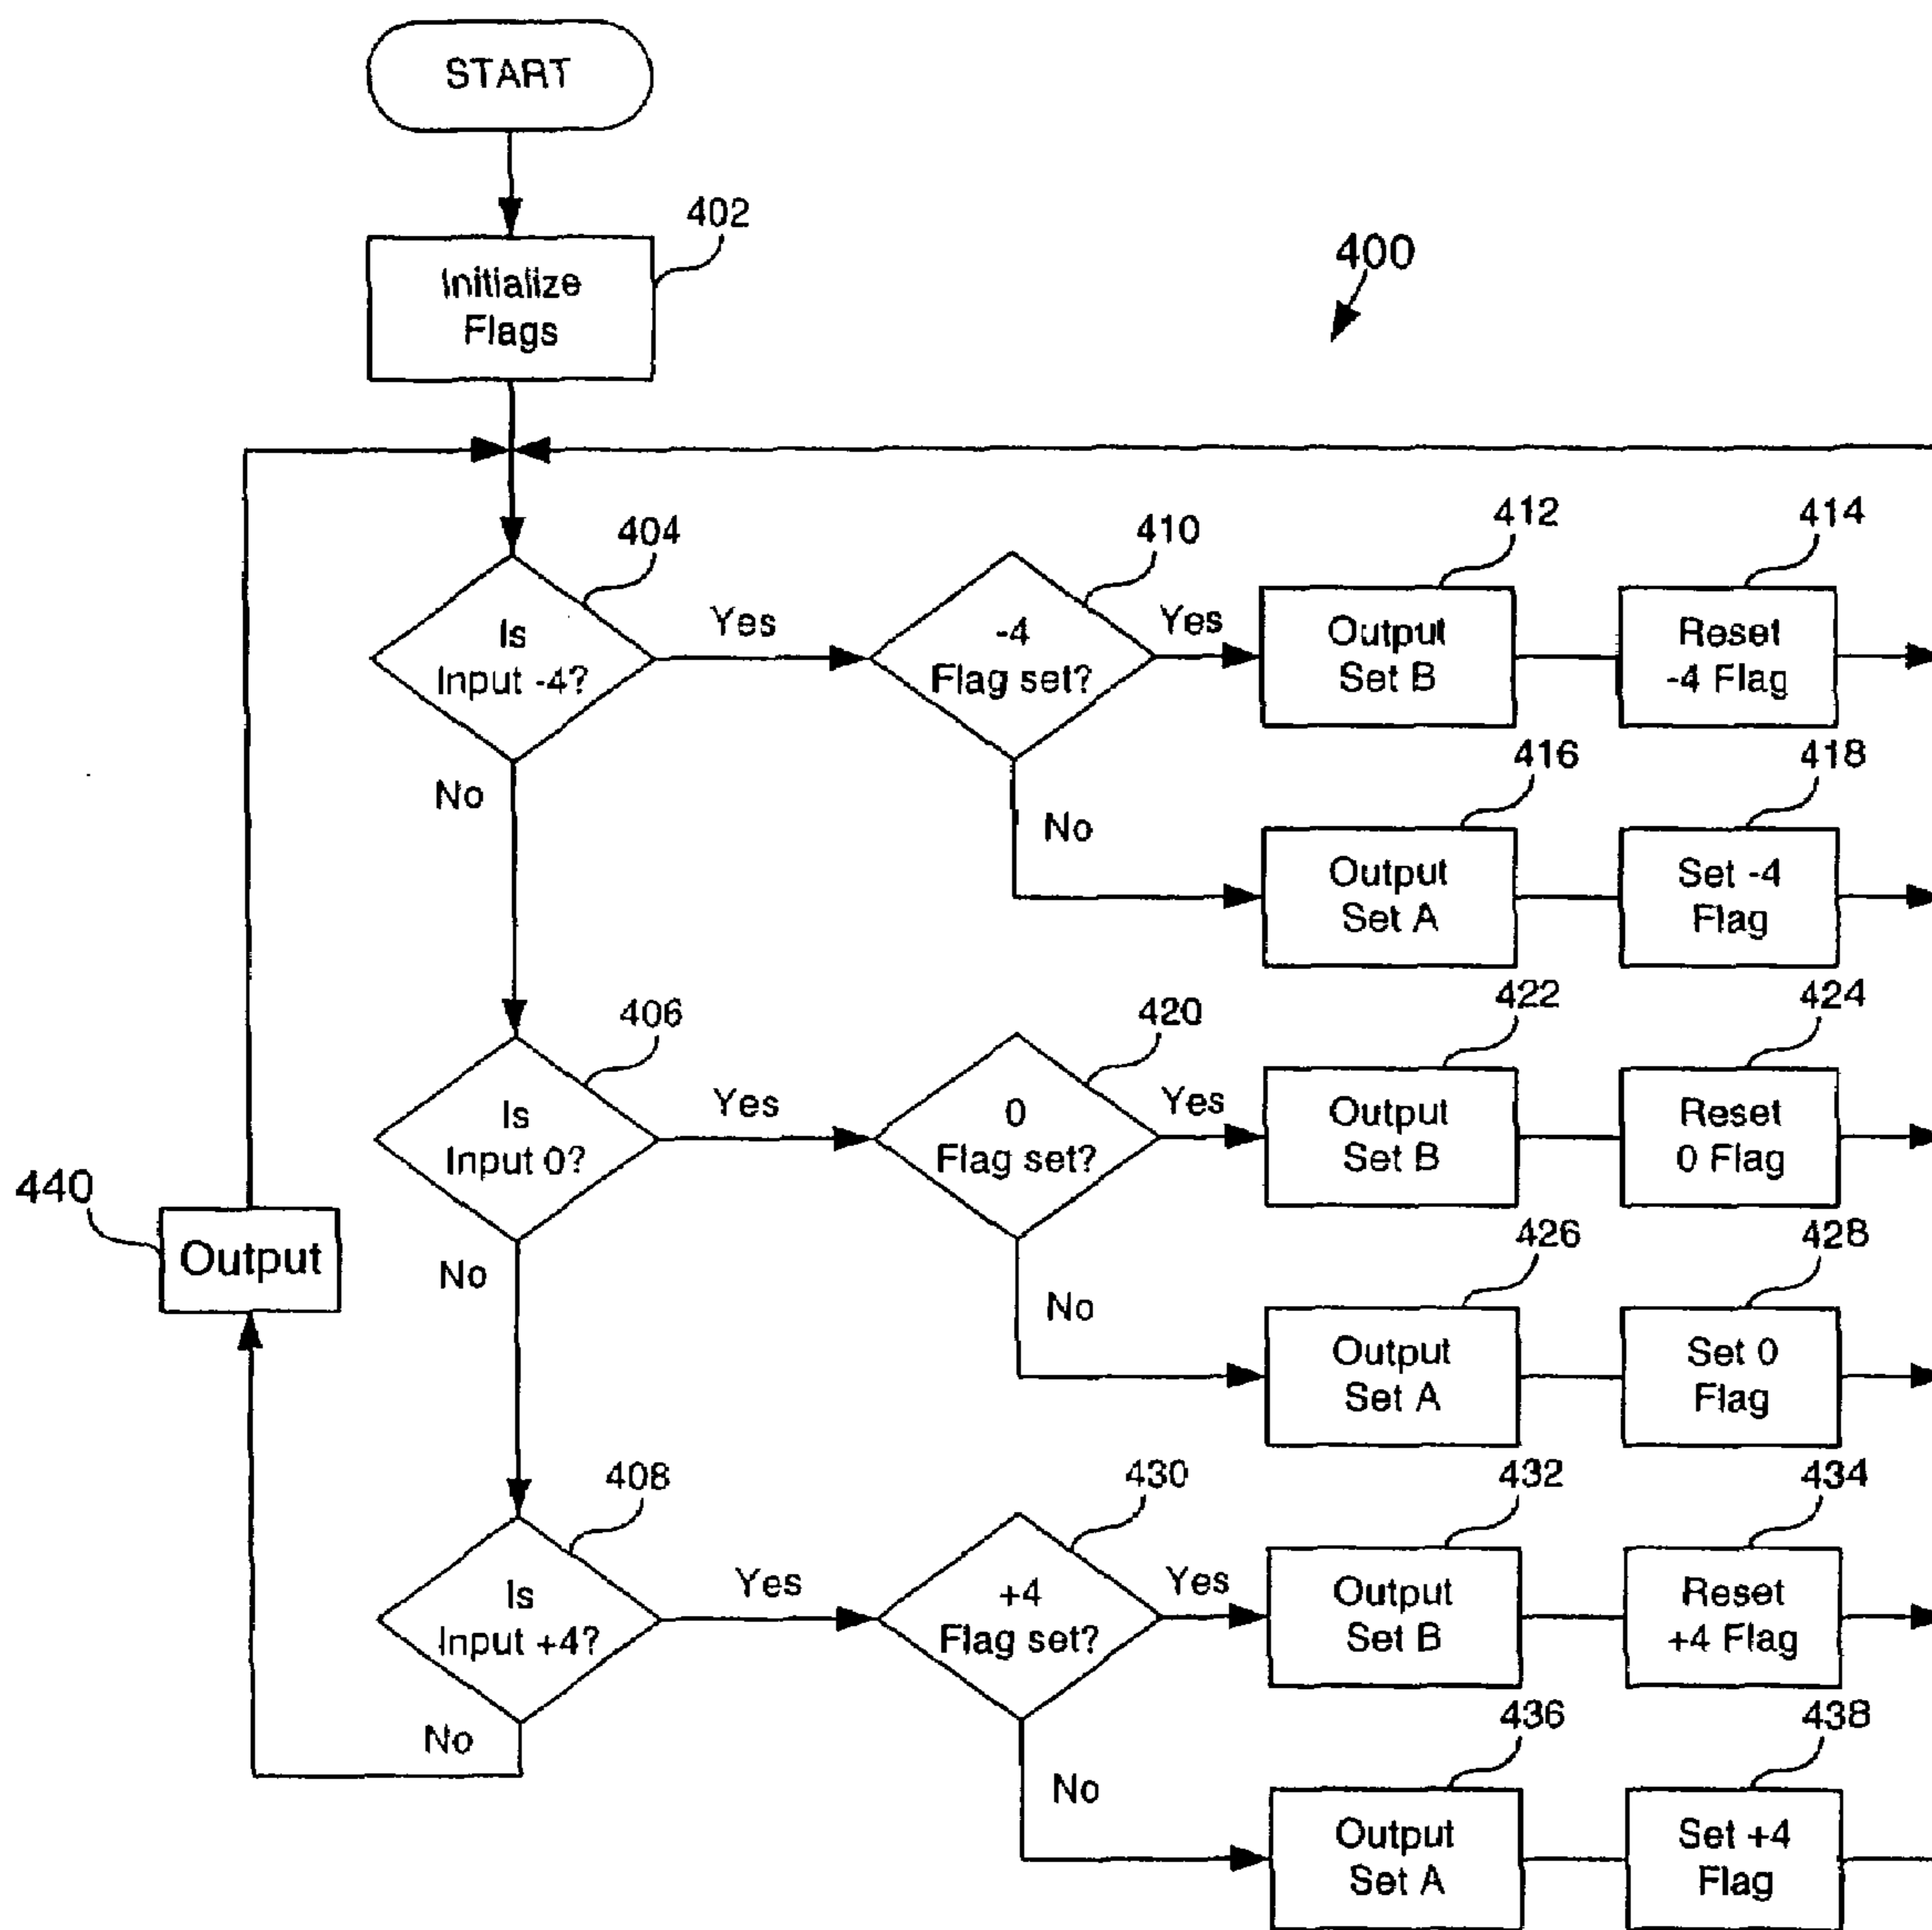 START
402
Initialize
Flags
400
404
Is
Input -4?
Yes
No
410
-4
Flag set?
Yes
No
412
Output
Set B
414
Reset
-4 Flag
416
Output
Set A
418
Set -4
Flag
406
Is
Input 0?
Yes
No
420
0
Flag set?
Yes
No
422
Output
Set B
424
Reset
0 Flag
426
Output
Set A
428
Set 0
Flag
440
Output
408
Is
Input +4?
Yes
No
430
+4
Flag set?
Yes
No
432
Output
Set B
434
Reset
+4 Flag
436
Output
Set A
438
Set +4
Flag